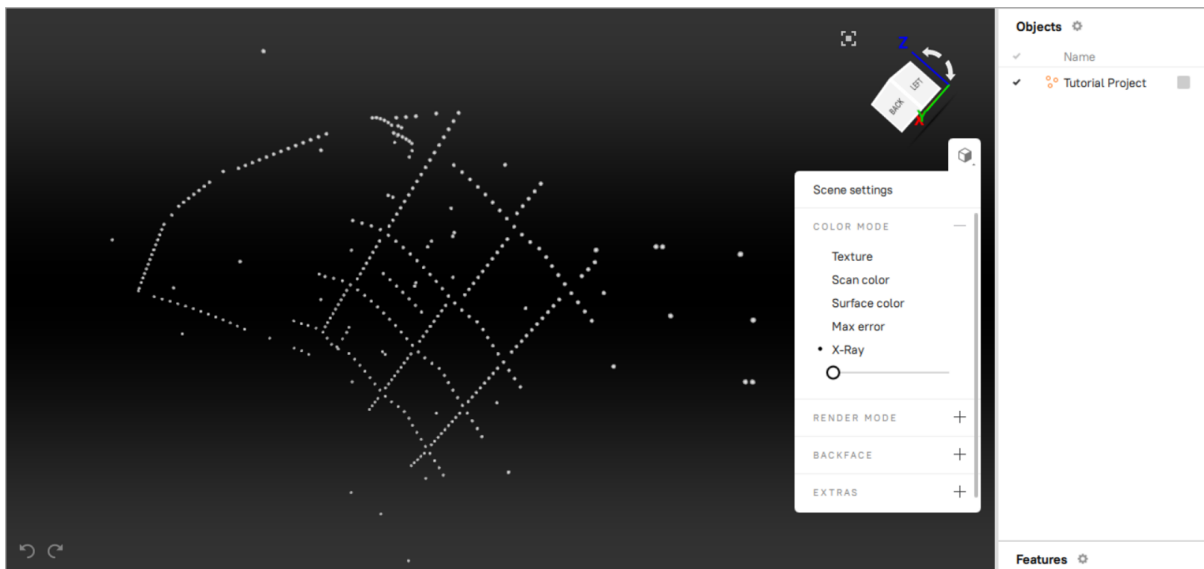 Objects
Name
Tutorial Project
Z
LEFT
BACK
X
Scene settings
COLOR MODE
Texture
Scan color
Surface color
Max error
X-Ray
RENDER MODE
BACKFACE
EXTRAS
Features